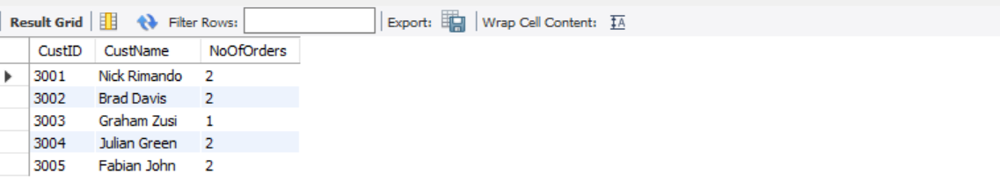 Result Grid Filter Rows: Export: Wrap Cell Content: IA
CustID CustName NoOfOrders
3001 Nick Rimando 2
3002 Brad Davis 2
3003 Graham Zusi 1
3004 Julian Green 2
3005 Fabian John 2